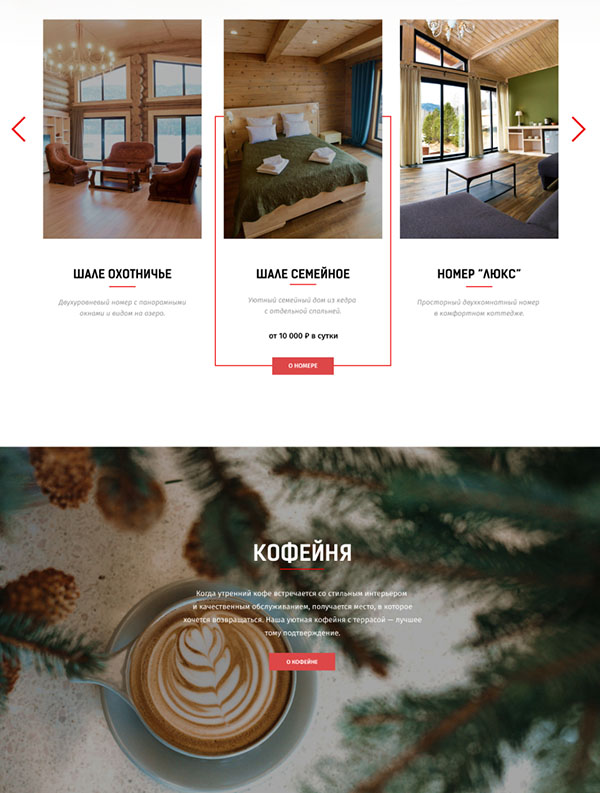 ШАЛЕ ОХОТНИЧЬЕ
Двухуровневый номер с панорамными
окнами и видом на озера.
ШАЛЕ СЕМЕЙНОЕ
Уютный семейный дом из кедра
с отдельной спальней.
от 10 000 ₽ в сутки
О НОМЕРЕ
НОМЕР “ЛЮКС”
Просторный двухкомнатный номер
в комфортном коттедже.
КОФЕЙНЯ
Когда утренний кофе встречается со стильным интерьером
и качественным обслуживанием, получается место, в которое
хочется возвращаться. Наша уютная кофейня с террасой — лучшее
тому подтверждение.
О КОФЕЙНЕ